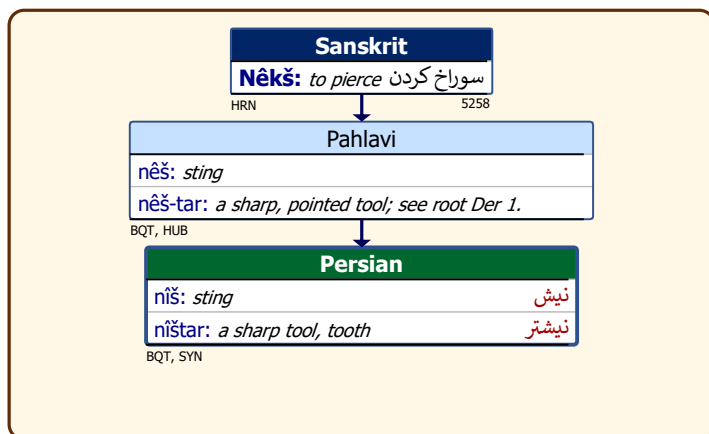 Sanskrit
Nêkš: to pierce سوراخ کردن
HRN 5258
Pahlavi
nêš: sting
nêš-tar: a sharp, pointed tool; see root Der 1.
BQT, HUB
Persian
nîš: sting نیش
nîštar: a sharp tool, tooth نیشتر
BQT, SYN